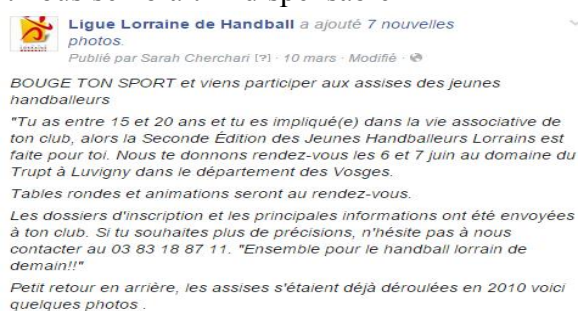 Ligue Lorraine de Handball a ajouté 7 nouvelles
photos.
Publié par Sarah Cherchari [?] · 10 mars · Modifié ·
BOUGE TON SPORT et viens participer aux assises des jeunes
handballeurs
"Tu as entre 15 et 20 ans et tu es impliqué(e) dans la vie associative de
ton club, alors la Seconde Édition des Jeunes Handballeurs Lorrains est
faite pour toi. Nous te donnons rendez-vous les 6 et 7 juin au domaine du
Trupt à Luvigny dans le département des Vosges.
Tables rondes et animations seront au rendez-vous.
Les dossiers d'inscription et les principales informations ont été envoyées
à ton club. Si tu souhaites plus de précisions, n'hésite pas à nous
contacter au 03 83 18 87 11. "Ensemble pour le handball lorrain de
demain!!"
Petit retour en arrière, les assises s'étaient déjà déroulées en 2010 voici
quelques photos .